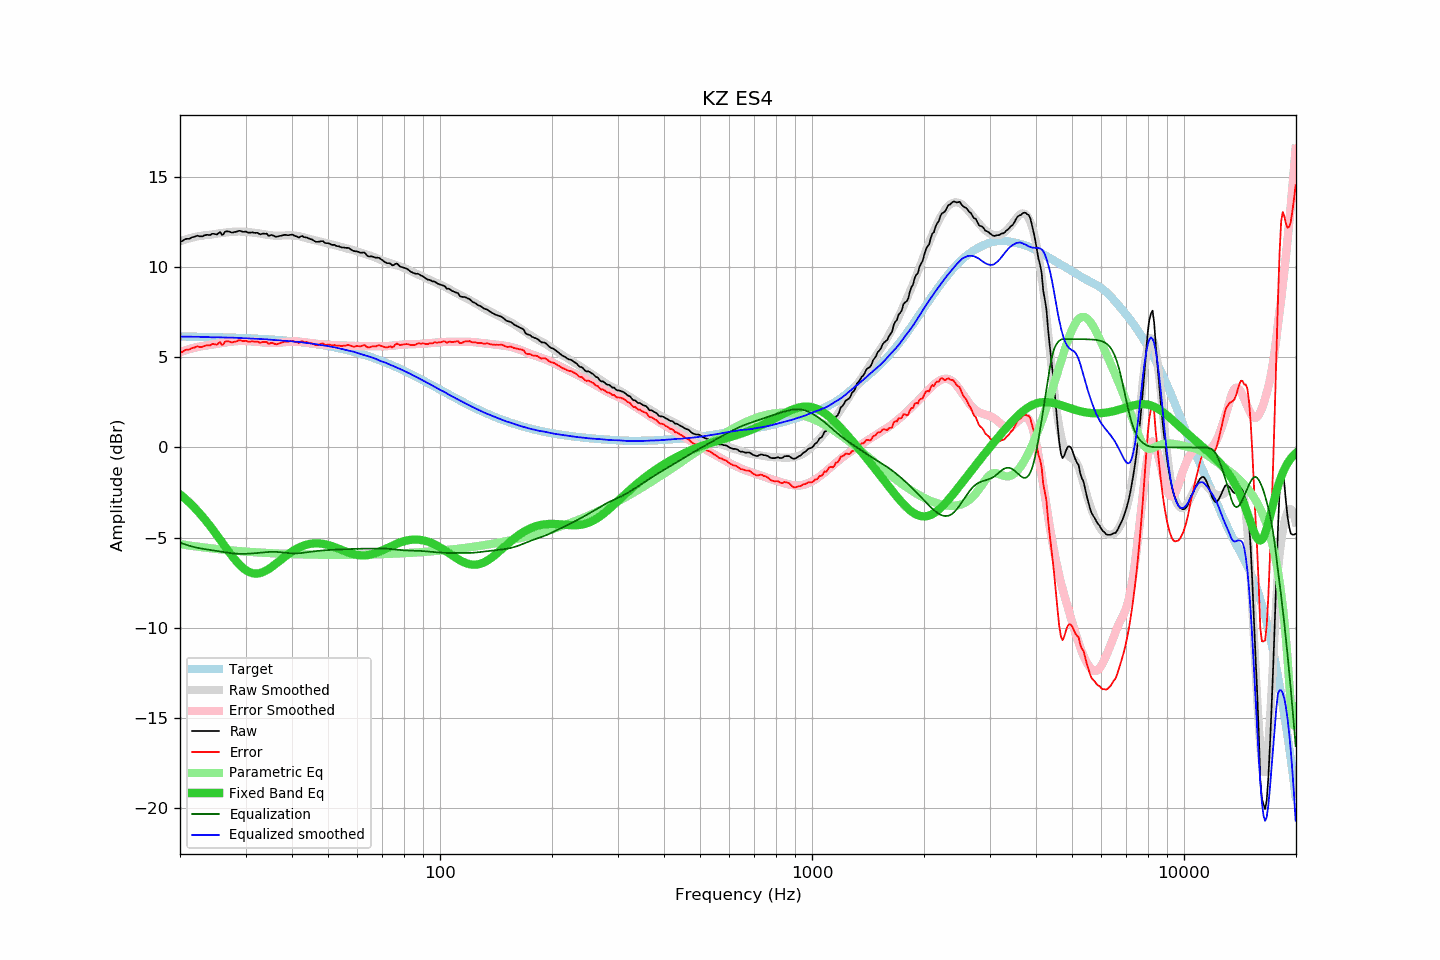 KZ ES4
15
10
5
0
−5
−10
−15
−20
Amplitude (dBr)
Target
Raw Smoothed
Error Smoothed
Raw
Error
Parametric Eq
Fixed Band Eq
Equalization
Equalized smoothed
100
1000
10000
Frequency (Hz)